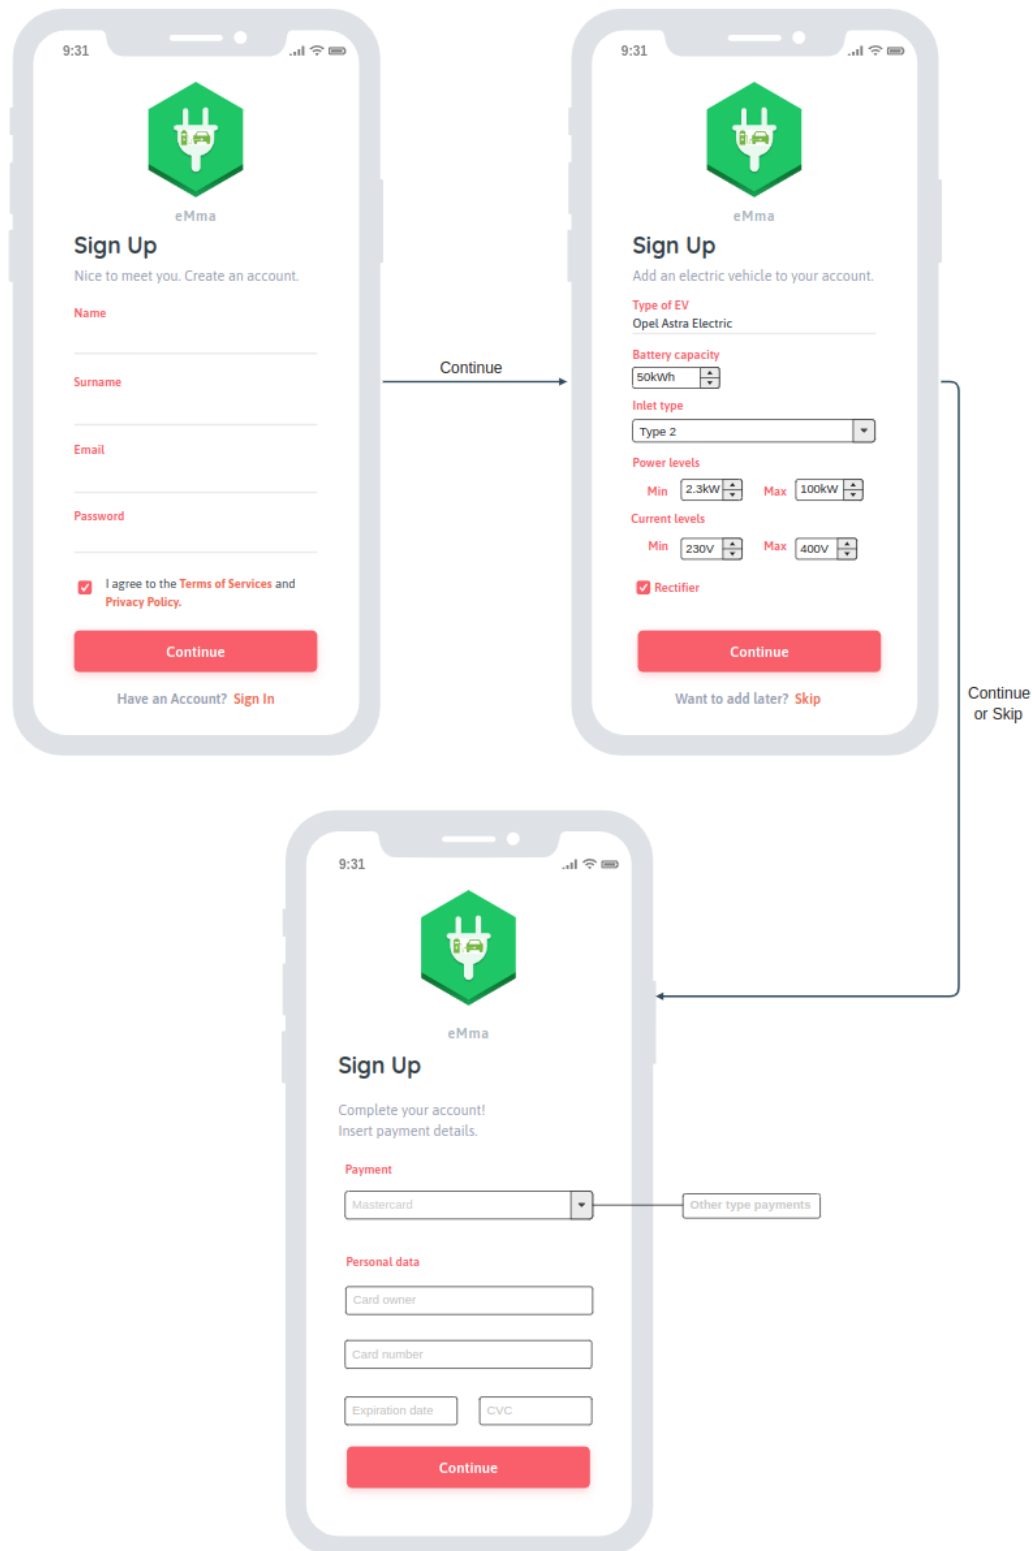 9:31
eMma
Sign Up
Nice to meet you. Create an account.
Name
Surname
Email
Password
I agree to the Terms of Services and
Privacy Policy.
Continue
Have an Account? Sign In
Continue
9:31
eMma
Sign Up
Add an electric vehicle to your account.
Type of EV
Opel Astra Electric
Battery capacity
50kWh
Inlet type
Type 2
Power levels
Min 2.3kW Max 100kW
Current levels
Min 230V Max 400V
Rectifier
Continue
Want to add later? Skip
Continue
or Skip
9:31
eMma
Sign Up
Complete your account!
Insert payment details.
Payment
Mastercard
Other type payments
Personal data
Card owner
Card number
Expiration date CVC
Continue